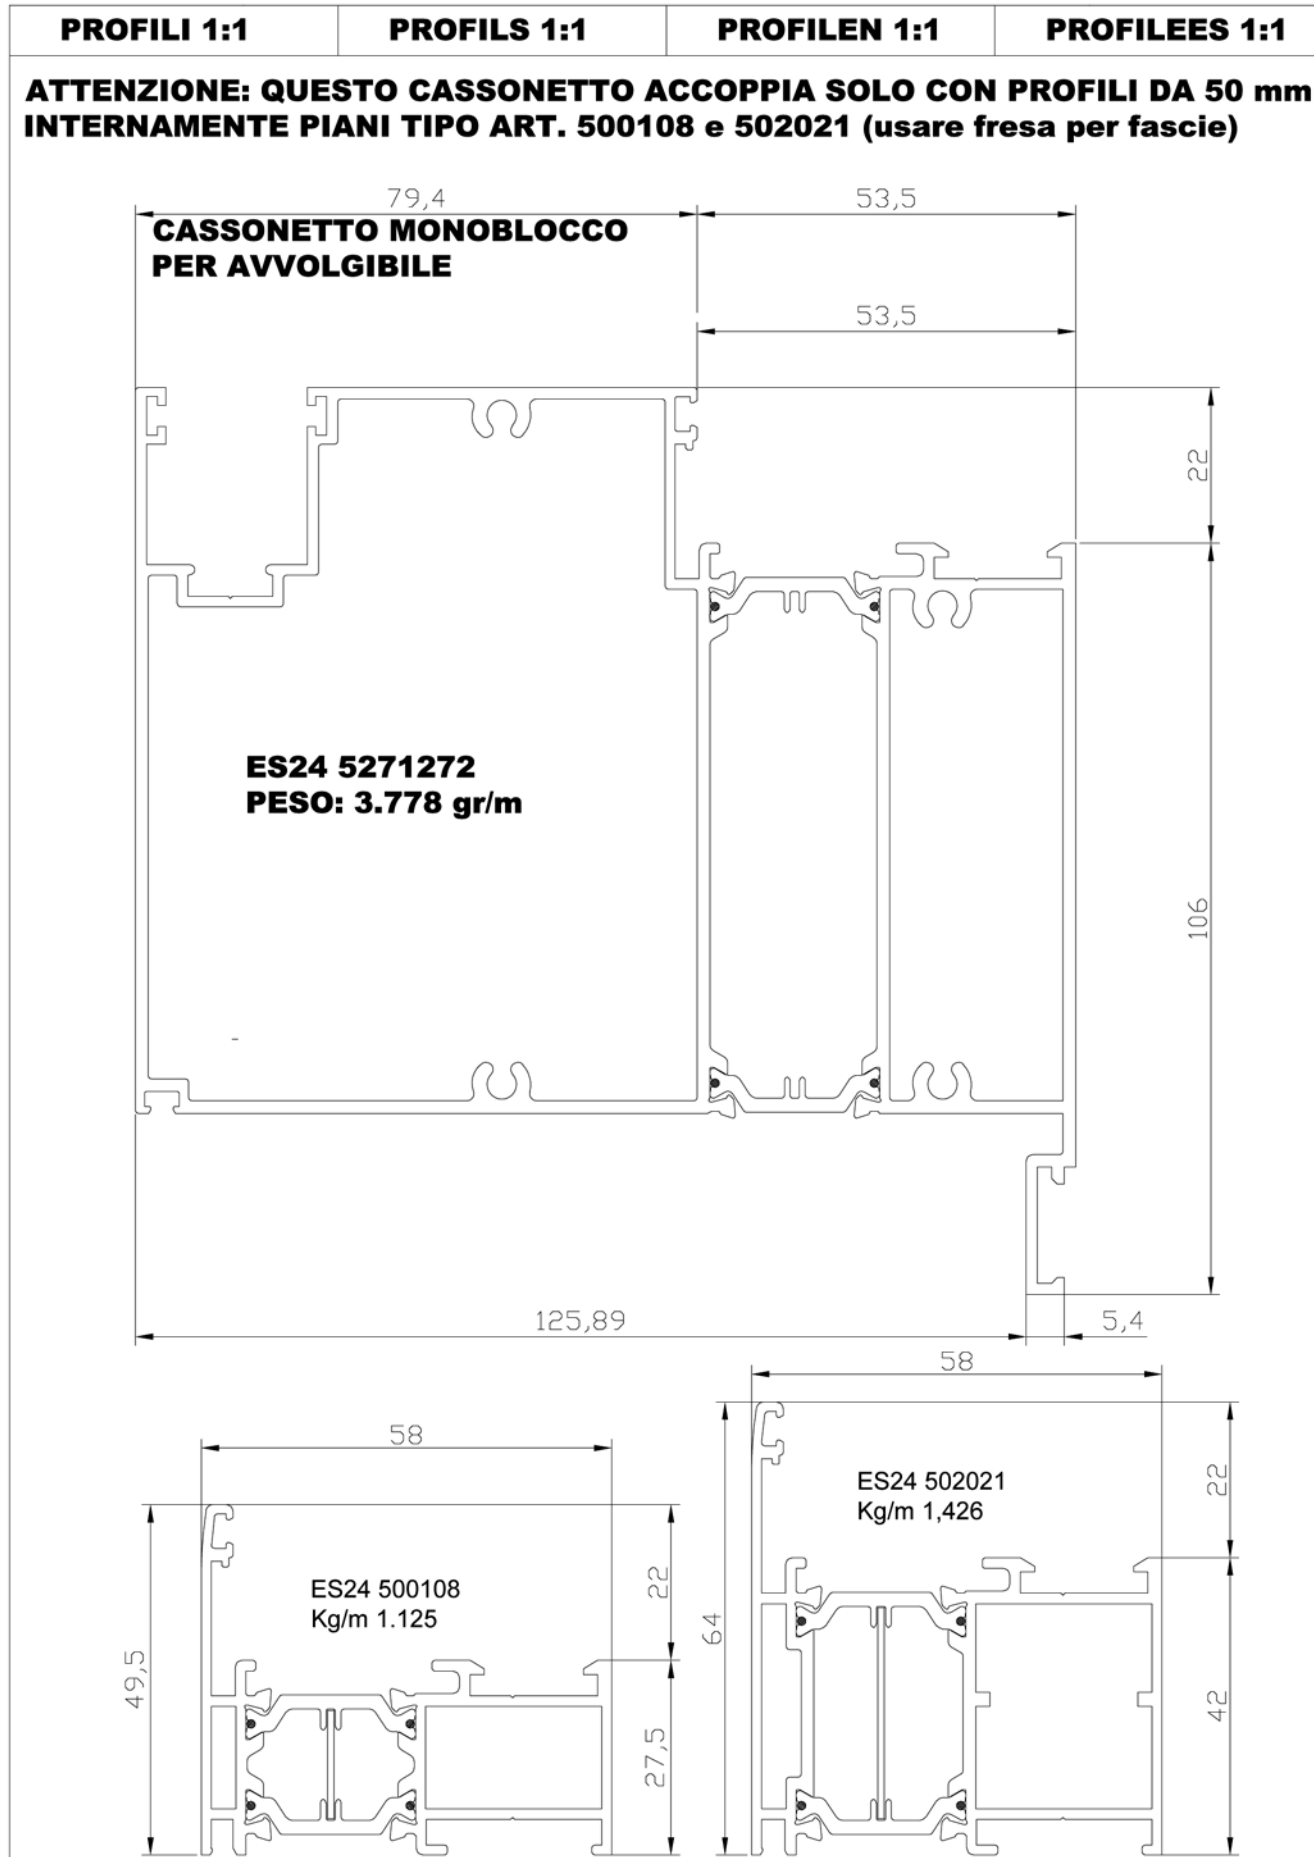 PROFILI 1:1
PROFILS 1:1
PROFILEN 1:1
PROFILEES 1:1
ATTENZIONE: QUESTO CASSONETTO ACCOPPIA SOLO CON PROFILI DA 50 mm
INTERNAMENTE PIANI TIPO ART. 500108 e 502021 (usare fresa per fascie)
79,4
53,5
CASSONETTO MONOBLOCCO
PER AVVOLGIBILE
53,5
22
ES24 5271272
PESO: 3.778 gr/m
106
125,89
5,4
58
58
ES24 502021
Kg/m 1,426
22
ES24 500108
Kg/m 1.125
22
64
49,5
42
27,5